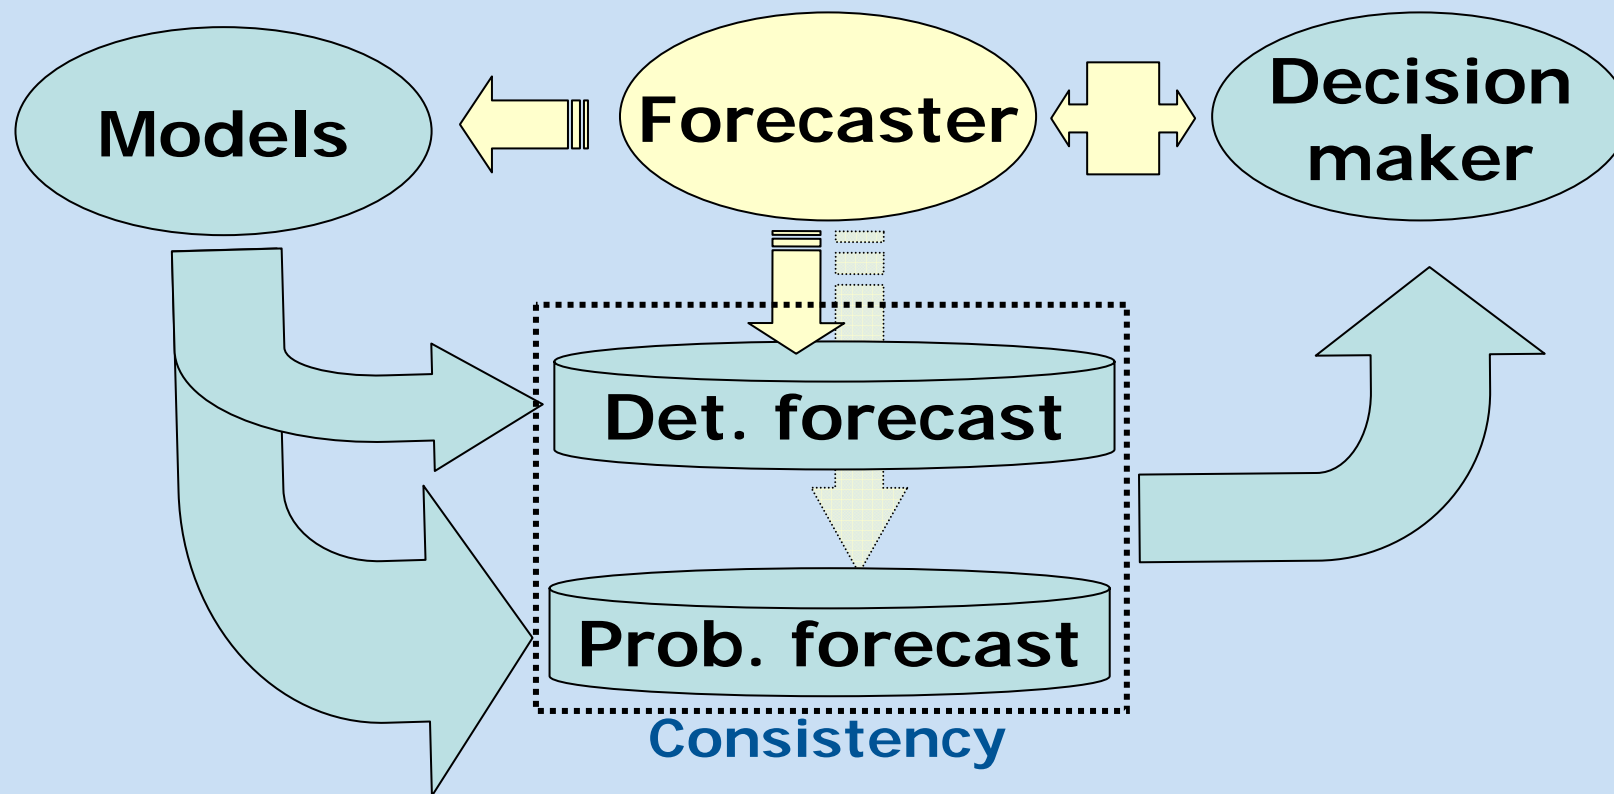 Models
Forecaster
Decision
maker
Det. forecast
Prob. forecast
Consistency